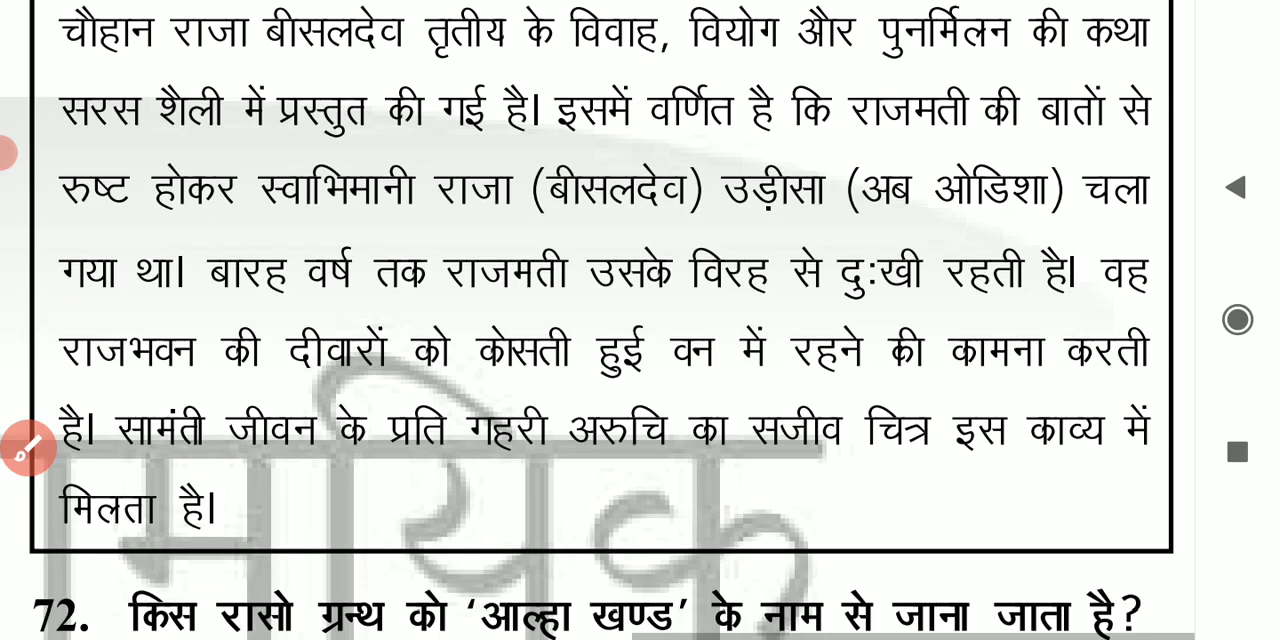 चौहान राजा बीसलदेव तृतीय के विवाह, वियोग और पुनर्मिलन की कथा
सरस शैली में प्रस्तुत की गई है। इसमें वर्णित है कि राजमती की बातों से
रुष्ट होकर स्वाभिमानी राजा (बीसलदेव) उड़ीसा (अब ओडिशा) चला
गया था। बारह वर्ष तक राजमती उसके विरह से दु:खी रहती है। वह
राजभवन की दीवारों को कोसती हुई वन में रहने की कामना करती
है। सामंती जीवन के प्रति गहरी अरुचि का सजीव चित्र इस काव्य में
मिलता है।
72. किस रासो ग्रन्थ को ‘आल्हा खण्ड’ के नाम से जाना जाता है?